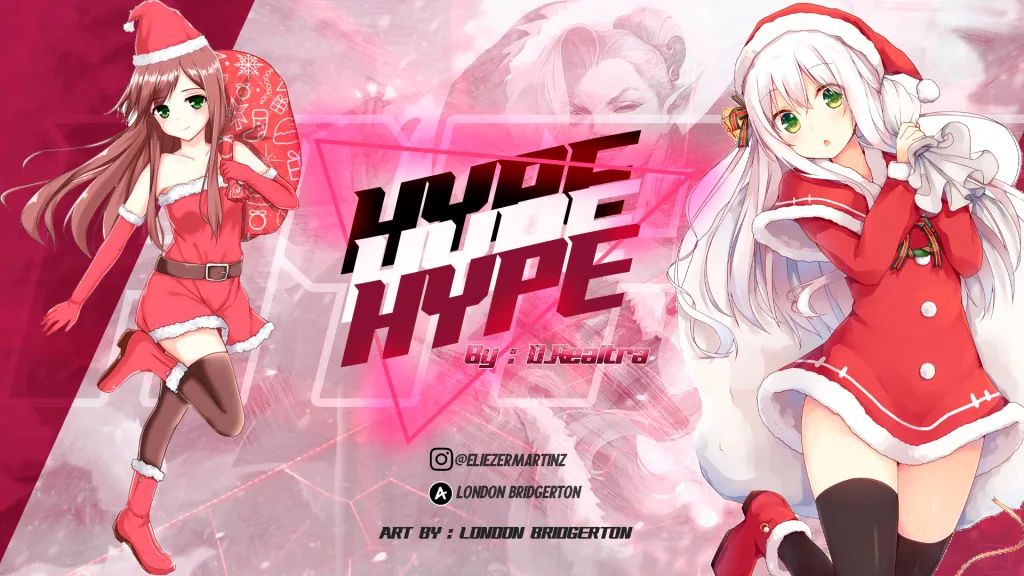 HYPE
HYPE
HYPE
By : DJRealtra
@ELIEZERMARTINZ
LONDON BRIDGERTON
ART BY : LONDON BRIDGERTON